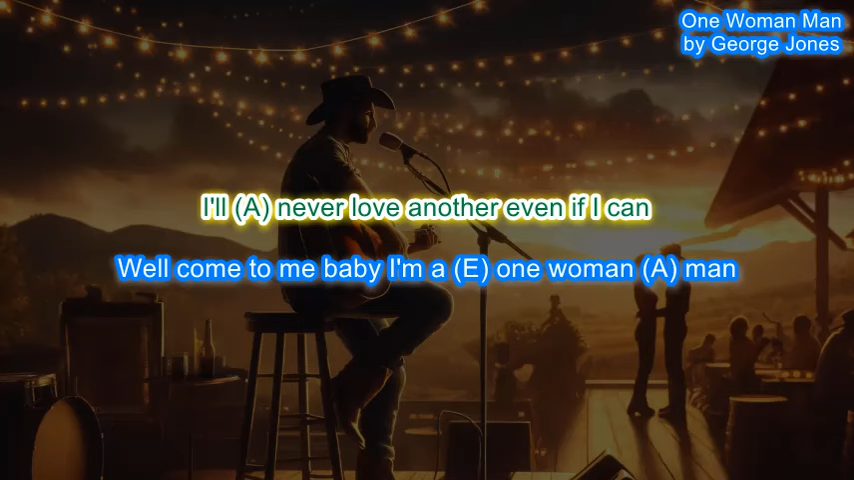 One Woman Man
by George Jones
I'll (A) never love another even if I can
Well come to me baby I'm a (E) one woman (A) man